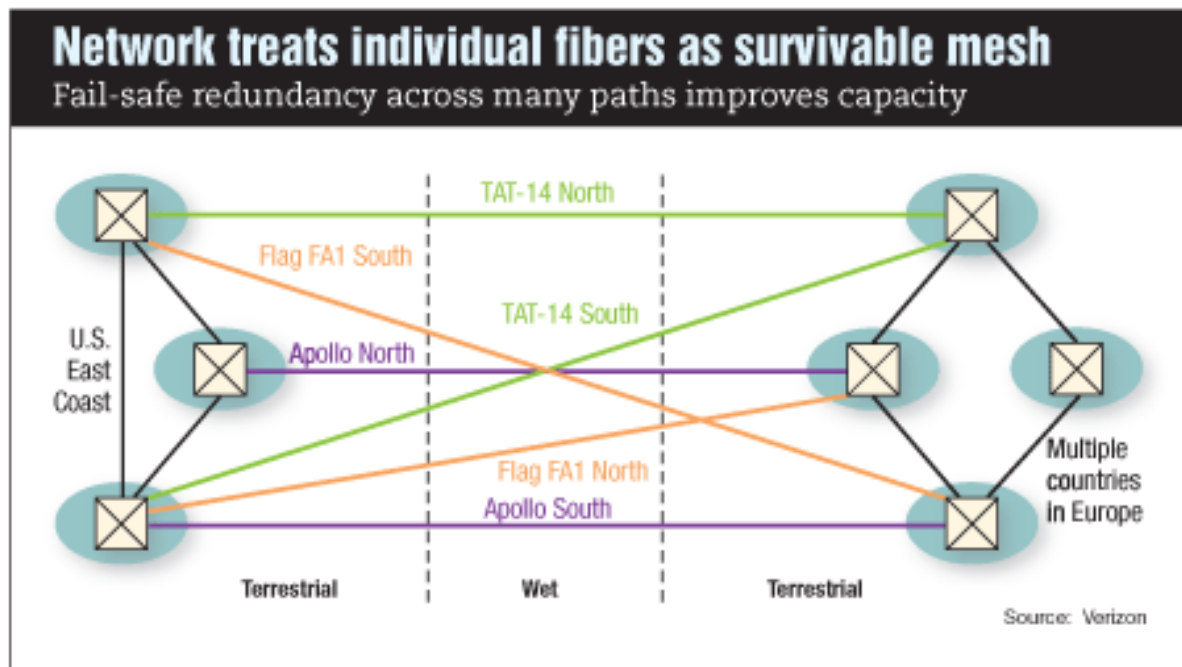 Network treats individual fibers as survivable mesh
Fail-safe redundancy across many paths improves capacity
TAT-14 North
Flag FA1 South
TAT-14 South
U.S.
East
Coast
Apollo North
Flag FA1 North
Multiple
countries
in Europe
Apollo South
Terrestrial
Wet
Terrestrial
Source: Verizon